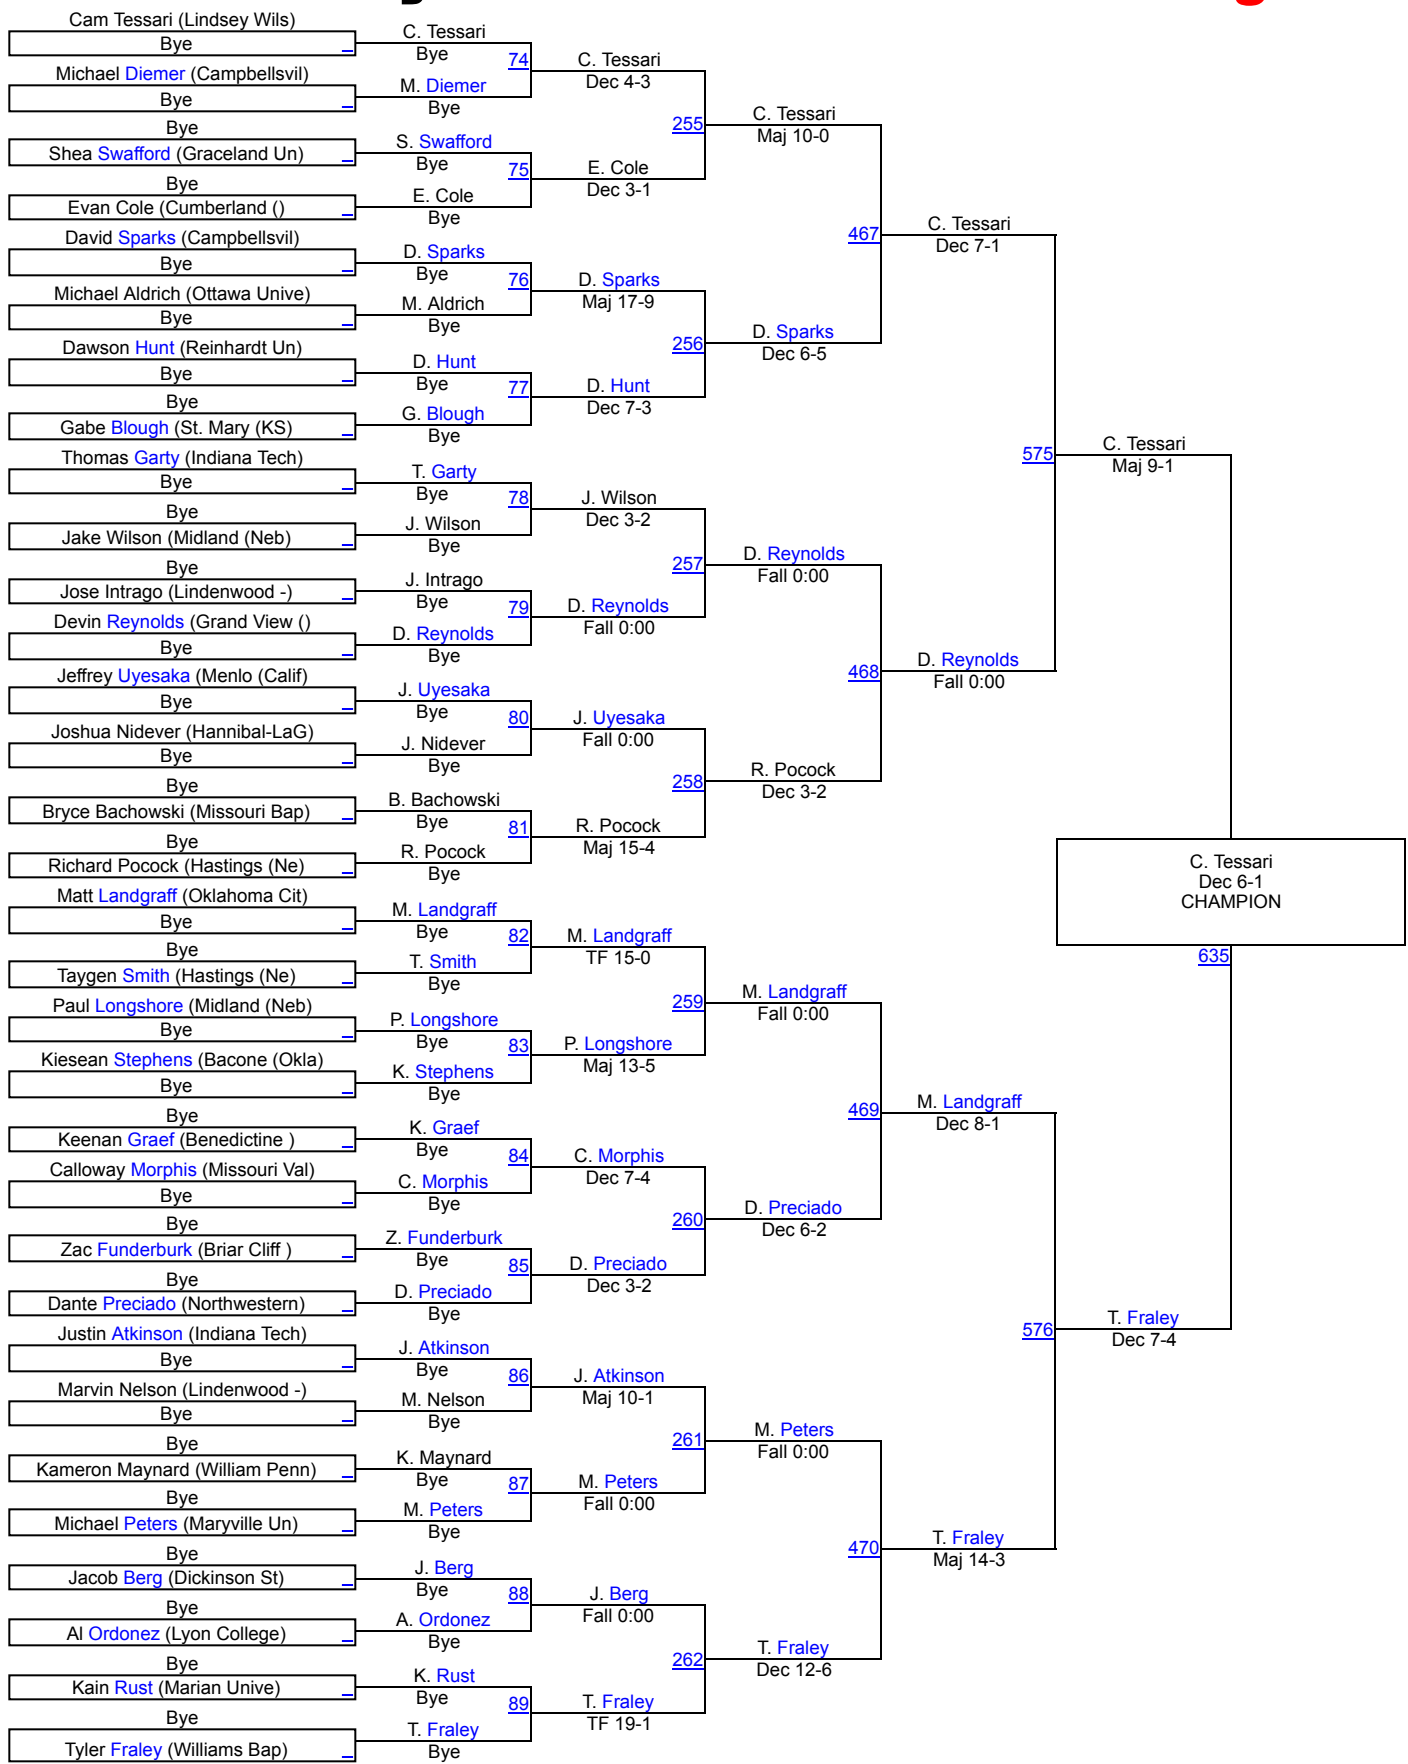 Cam Tessari (Lindsey Wils)
Bye
Michael Diemer (Campbellsvil)
Bye
Bye
Shea Swafford (Graceland Un)
Bye
Evan Cole (Cumberland ()
David Sparks (Campbellsvil)
Bye
Michael Aldrich (Ottawa Unive)
Bye
Dawson Hunt (Reinhardt Un)
Bye
Bye
Gabe Blough (St. Mary (KS)
Thomas Garty (Indiana Tech)
Bye
Bye
Jake Wilson (Midland (Neb)
Bye
Jose Intrago (Lindenwood -)
Devin Reynolds (Grand View ()
Bye
Jeffrey Uyesaka (Menlo (Calif)
Bye
Joshua Nidever (Hannibal-LaG)
Bye
Bye
Bryce Bachowski (Missouri Bap)
Bye
Richard Pocock (Hastings (Ne)
Matt Landgraff (Oklahoma Cit)
Bye
Bye
Taygen Smith (Hastings (Ne)
Paul Longshore (Midland (Neb)
Bye
Kiesean Stephens (Bacone (Okla)
Bye
Bye
Keenan Graef (Benedictine )
Calloway Morphis (Missouri Val)
Bye
Bye
Zac Funderburk (Briar Cliff )
Bye
Dante Preciado (Northwestern)
Justin Atkinson (Indiana Tech)
Bye
Marvin Nelson (Lindenwood -)
Bye
Bye
Kameron Maynard (William Penn)
Bye
Michael Peters (Maryville Un)
Bye
Jacob Berg (Dickinson St)
Bye
Al Ordonez (Lyon College)
Bye
Kain Rust (Marian Unive)
Bye
Tyler Fraley (Williams Bap)
C. Tessari
Bye
74
M. Diemer
Bye
S. Swafford
Bye
75
E. Cole
Bye
D. Sparks
Bye
76
M. Aldrich
Bye
D. Hunt
Bye
77
G. Blough
Bye
T. Garty
Bye
78
J. Wilson
Bye
J. Intrago
Bye
79
D. Reynolds
Bye
J. Uyesaka
Bye
80
J. Nidever
Bye
B. Bachowski
Bye
81
R. Pocock
Bye
M. Landgraff
Bye
82
T. Smith
Bye
P. Longshore
Bye
83
K. Stephens
Bye
K. Graef
Bye
84
C. Morphis
Bye
Z. Funderburk
Bye
85
D. Preciado
Bye
J. Atkinson
Bye
86
M. Nelson
Bye
K. Maynard
Bye
87
M. Peters
Bye
J. Berg
Bye
88
A. Ordonez
Bye
K. Rust
Bye
89
T. Fraley
Bye
C. Tessari
Dec 4-3
255
E. Cole
Dec 3-1
D. Sparks
Maj 17-9
256
D. Hunt
Dec 7-3
J. Wilson
Dec 3-2
257
D. Reynolds
Fall 0:00
J. Uyesaka
Fall 0:00
258
R. Pocock
Maj 15-4
M. Landgraff
TF 15-0
259
P. Longshore
Maj 13-5
C. Morphis
Dec 7-4
260
D. Preciado
Dec 3-2
J. Atkinson
Maj 10-1
261
M. Peters
Fall 0:00
J. Berg
Fall 0:00
262
T. Fraley
TF 19-1
C. Tessari
Maj 10-0
467
D. Sparks
Dec 6-5
D. Reynolds
Fall 0:00
468
R. Pocock
Dec 3-2
M. Landgraff
Fall 0:00
469
D. Preciado
Dec 6-2
M. Peters
Fall 0:00
470
T. Fraley
Dec 12-6
C. Tessari
Dec 7-1
575
D. Reynolds
Fall 0:00
M. Landgraff
Dec 8-1
576
T. Fraley
Maj 14-3
C. Tessari
Maj 9-1
T. Fraley
Dec 7-4
C. Tessari
Dec 6-1
CHAMPION
635